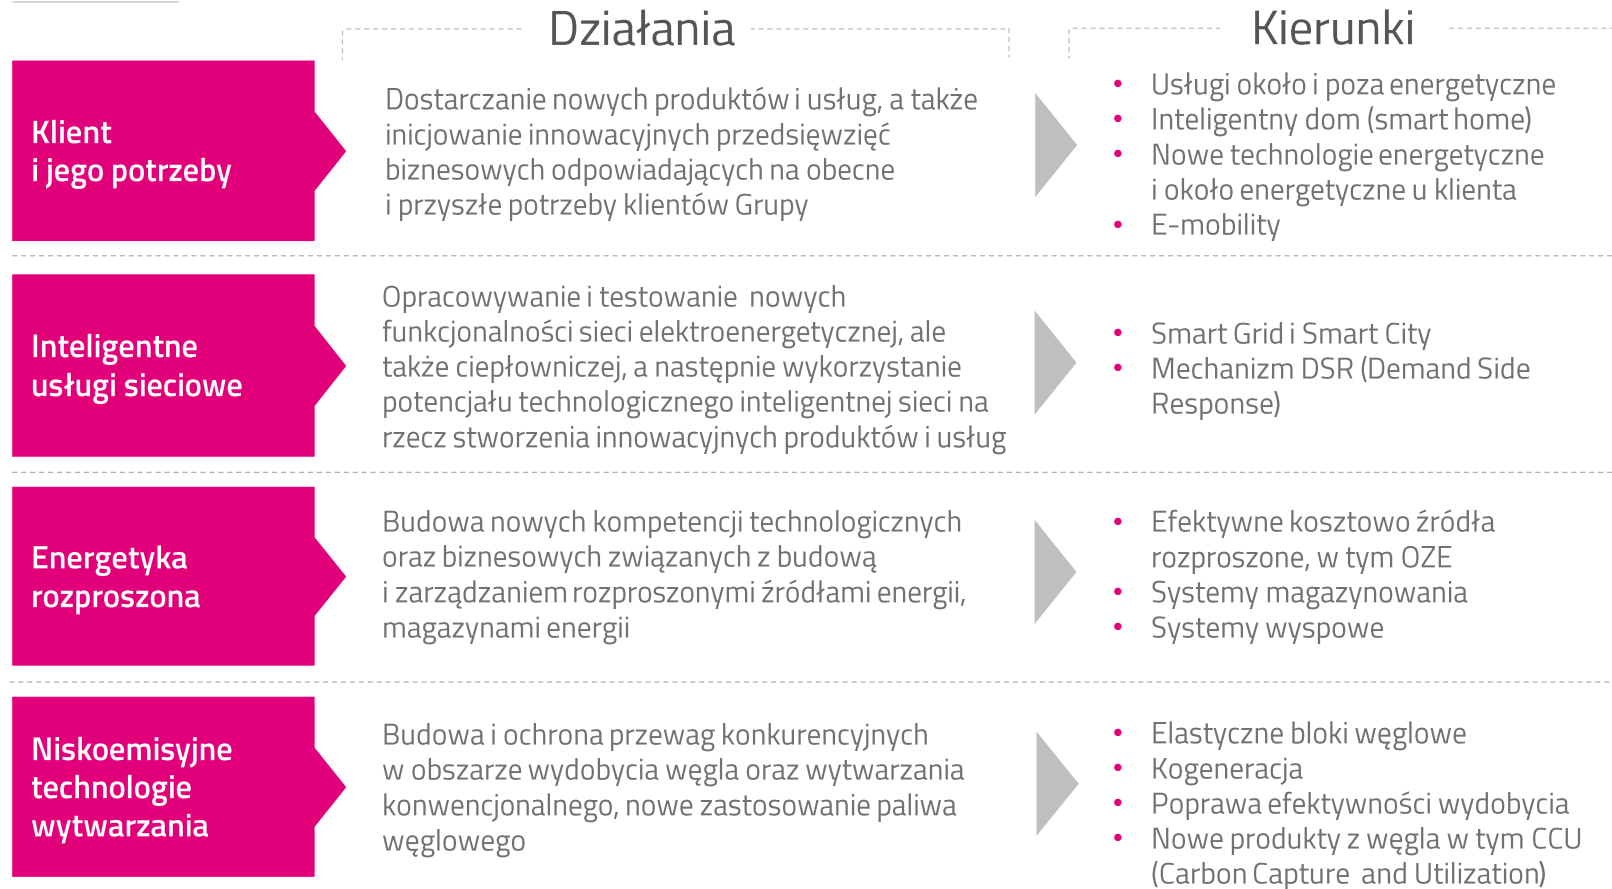 Działania
Kierunki
Klient
i jego potrzeby
Dostarczanie nowych produktów i usług, a także
inicjowanie innowacyjnych przedsięwzięć
biznesowych odpowiadających na obecne
i przyszłe potrzeby klientów Grupy
• Usługi około i poza energetyczne
• Inteligentny dom (smart home)
• Nowe technologie energetyczne
i około energetyczne u klienta
• E-mobility
Inteligentne
usługi sieciowe
Opracowywanie i testowanie nowych
funkcjonalności sieci elektroenergetycznej, ale
także ciepłowniczej, a następnie wykorzystanie
potencjału technologicznego inteligentnej sieci na
rzecz stworzenia innowacyjnych produktów i usług
• Smart Grid i Smart City
• Mechanizm DSR (Demand Side
Response)
Energetyka
rozproszona
Budowa nowych kompetencji technologicznych
oraz biznesowych związanych z budową
i zarządzaniem rozproszonymi źródłami energii,
magazynami energii
• Efektywne kosztowo źródła
rozproszone, w tym OZE
• Systemy magazynowania
• Systemy wyspowe
Niskoemisyjne
technologie
wytwarzania
Budowa i ochrona przewag konkurencyjnych
w obszarze wydobycia węgla oraz wytwarzania
konwencjonalnego, nowe zastosowanie paliwa
węglowego
• Elastyczne bloki węglowe
• Kogeneracja
• Poprawa efektywności wydobycia
• Nowe produkty z węgla w tym CCU
(Carbon Capture and Utilization)